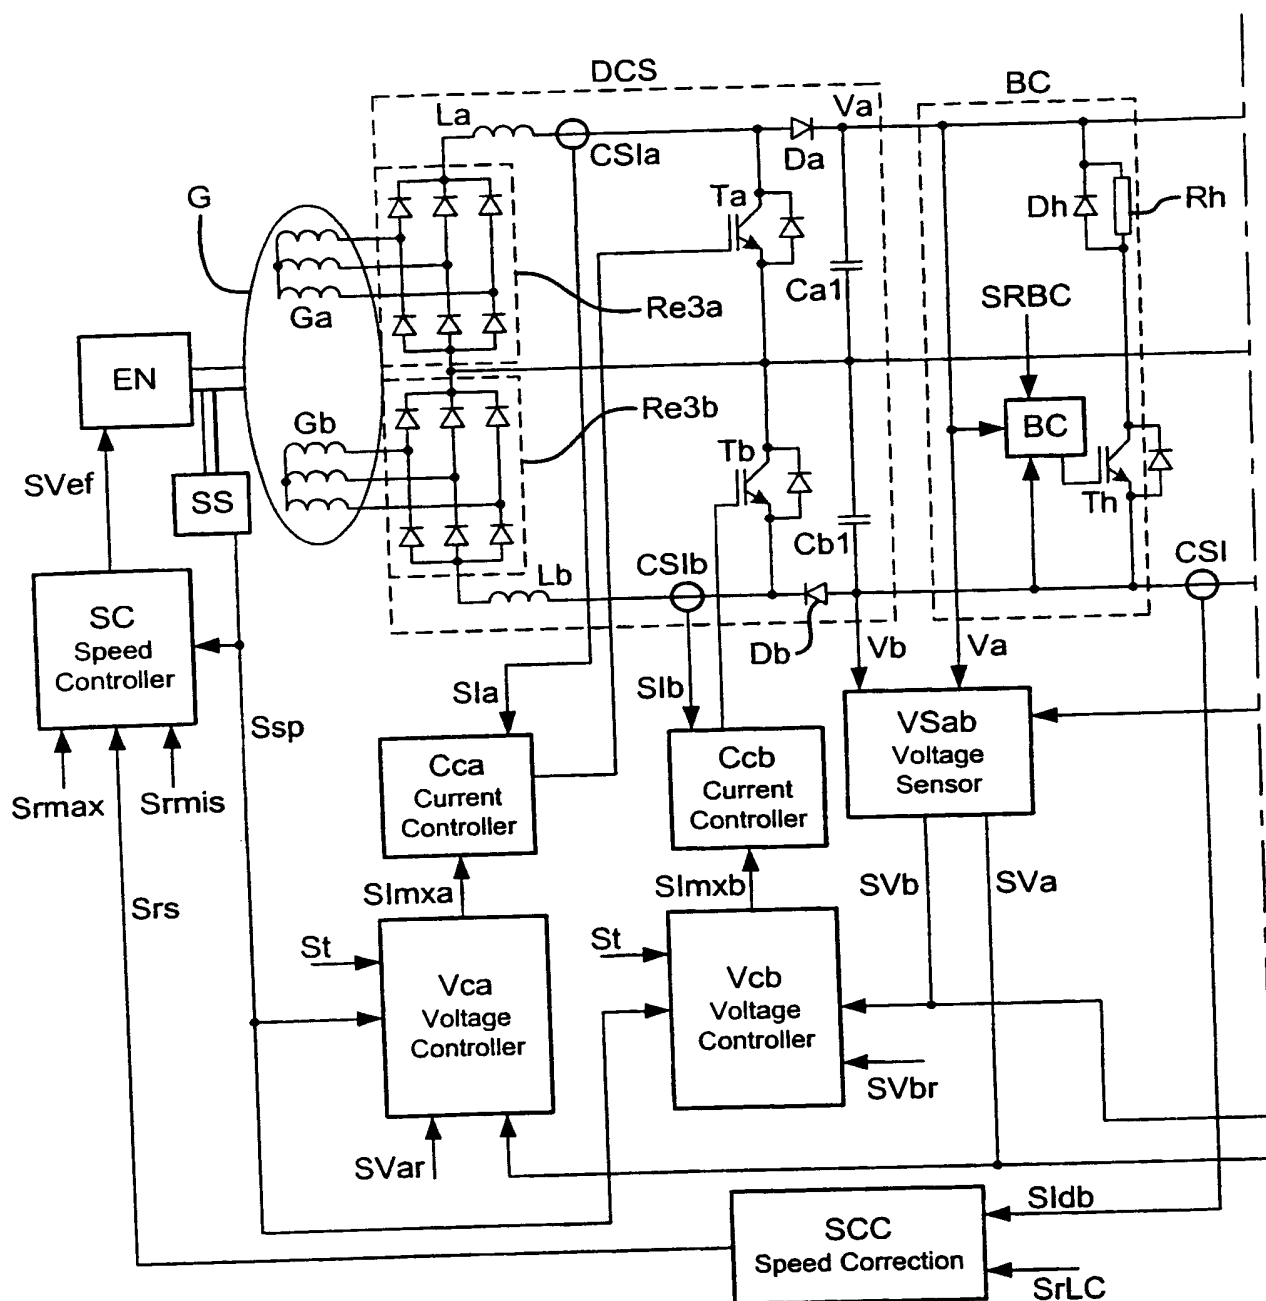 DCS
BC
La
Va
CSIa
Da
G
Ta
Dh
Rh
Ga
Ca1
SRBC
Re3a
EN
Gb
Re3b
BC
Tb
SVef
SS
Th
Cb1
CSIb
CSI
Lb
SC
Speed
Controller
Db
Vb
Va
SIa
SIb
VSab
Voltage
Sensor
Ssp
Cca
Current
Controller
Ccb
Current
Controller
Srmax
Srmis
SImxa
SImxb
SVb
SVa
Srs
St
St
Vca
Voltage
Controller
Vcb
Voltage
Controller
SVbr
SVar
SIdb
SCC
Speed Correction
SrLC